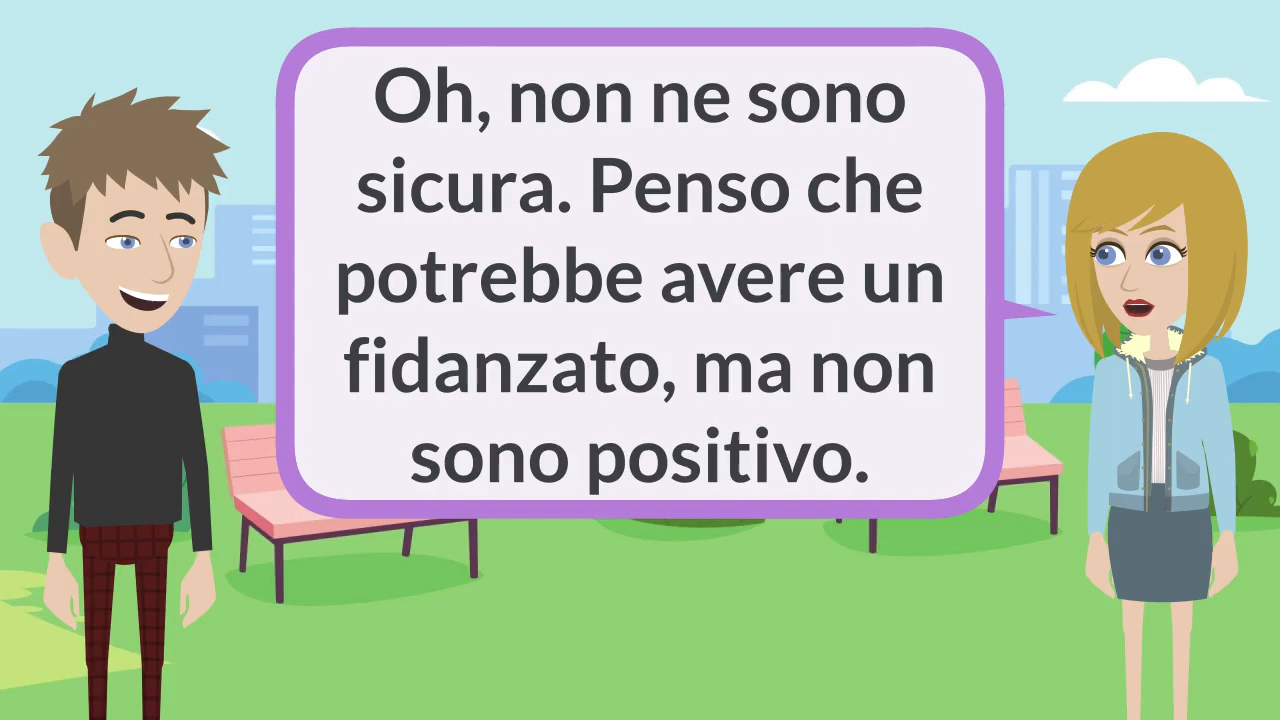 Oh, non ne sono
sicura. Penso che
potrebbe avere un
fidanzato, ma non
sono positivo.